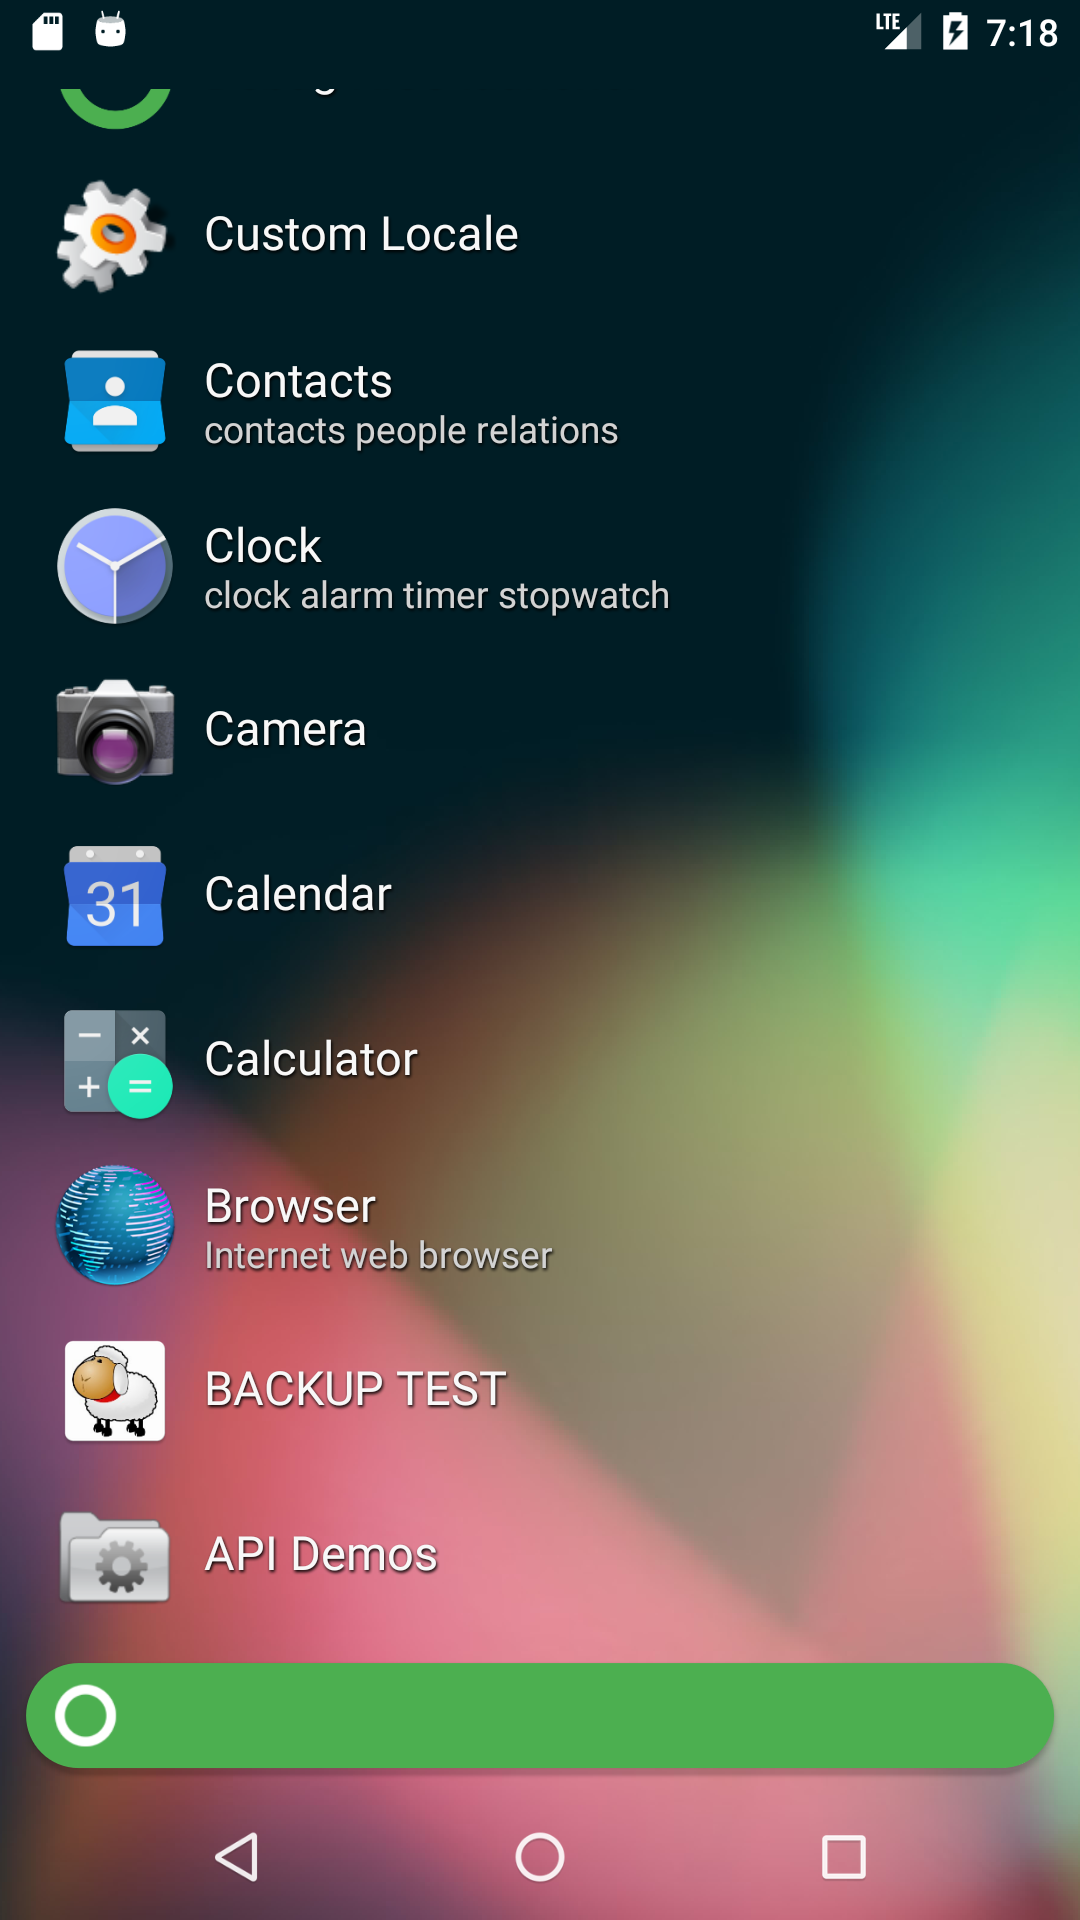 LTE 7:18
Custom Locale
Contacts
contacts people relations
Clock
clock alarm timer stopwatch
Camera
31
Calendar
Calculator
Browser
Internet web browser
BACKUP TEST
API Demos